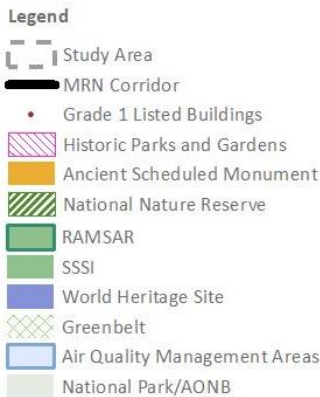 Legend
Study Area
MRN Corridor
Grade 1 Listed Buildings
Historic Parks and Gardens
Ancient Scheduled Monument
National Nature Reserve
RAMSAR
SSSI
World Heritage Site
Greenbelt
Air Quality Management Areas
National Park/AONB